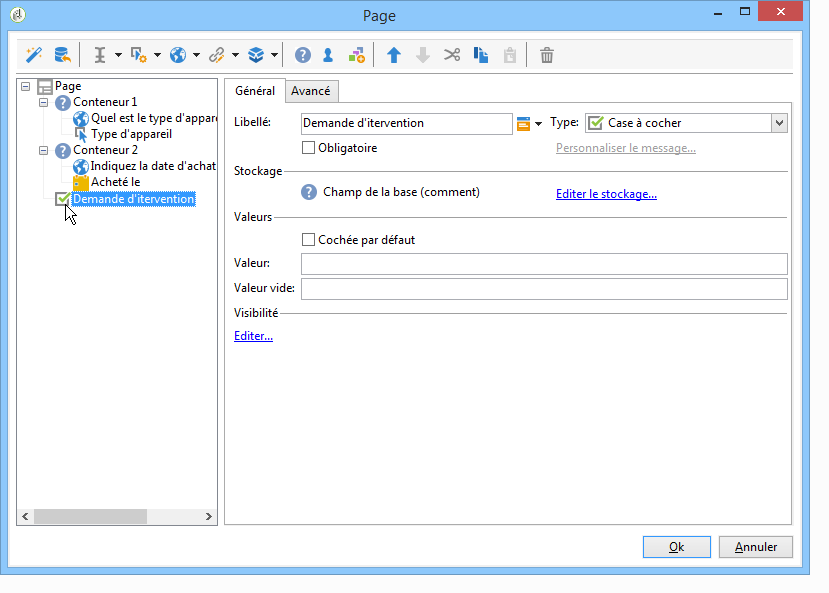 Page
Page
Conteneur 1
Quel est le type d'appar
Type d'appareil
Conteneur 2
Indiquez la date d'achat
Acheté le
Demande d'itervention
Général
Avancé
Libellé: Demande d'itervention Type: Case à cocher
Obligatoire Personnaliser le message...
Stockage
Champ de la base (comment) Editer le stockage...
Valeurs
Cochée par défaut
Valeur:
Valeur vide:
Visibilité
Editer...
Ok Annuler